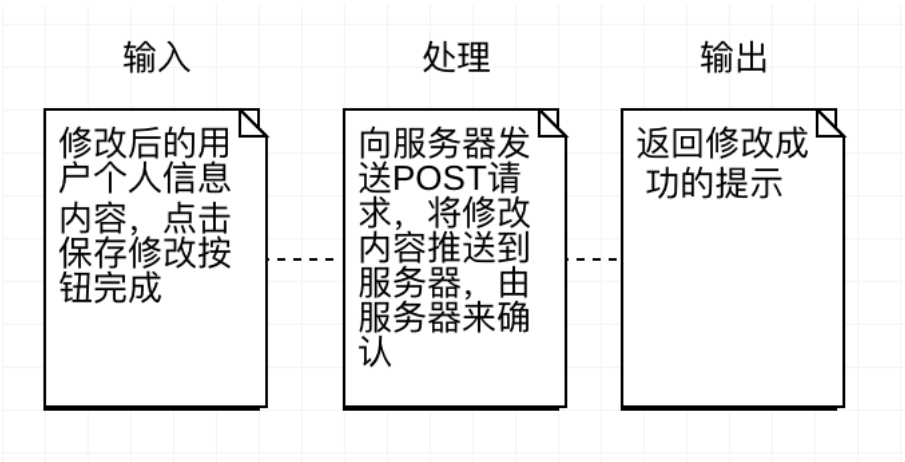 输入
处理
输出
修改后的用
户个人信息
内容，点击
保存修改按
钮完成
向服务器发
送POST请
求，将修改
内容推送到
服务器，由
服务器来确
认
返回修改成
功的提示